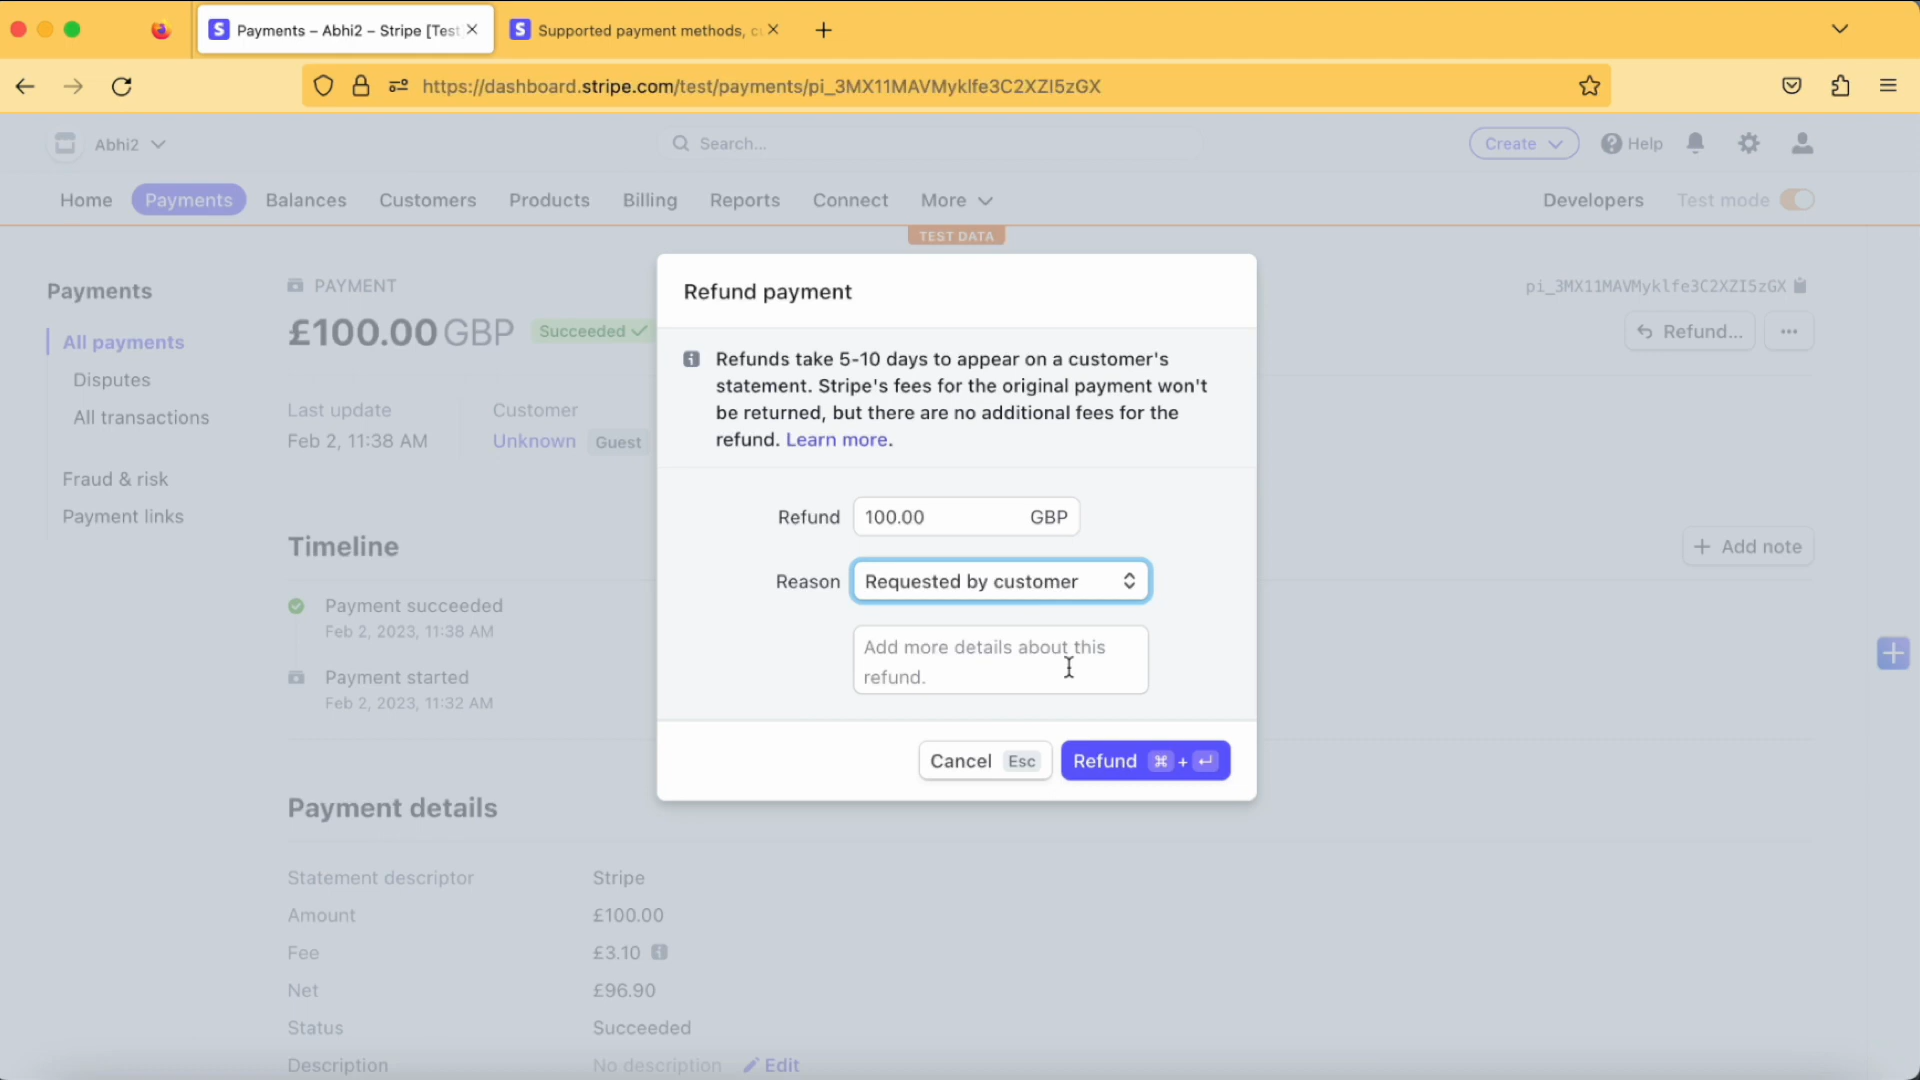 Payments – Abhi2 – Stripe [Test
Supported payment methods, cu
https://dashboard.stripe.com/test/payments/pi_3MX11MAVMyklfe3C2XZI5zGX
Abhi2
Search...
Create
Help
Home
Payments
Balances
Customers
Products
Billing
Reports
Connect
More
Developers
Test mode
TEST DATA
Payments
All payments
Disputes
All transactions
Fraud & risk
Payment links
PAYMENT
pi_3MX11MAVMyklfe3C2XZI5zGX
£100.00 GBP
Succeeded
Refund...
Last update
Feb 2, 11:38 AM
Customer
Unknown
Guest
Refund payment
Refunds take 5-10 days to appear on a customer's
statement. Stripe's fees for the original payment won't
be returned, but there are no additional fees for the
refund. Learn more.
Refund
100.00
GBP
Reason
Requested by customer
Add more details about this
refund.
Cancel Esc
Refund ⌘ + ↵
Timeline
+ Add note
Payment succeeded
Feb 2, 2023, 11:38 AM
Payment started
Feb 2, 2023, 11:32 AM
Payment details
Statement descriptor
Stripe
Amount
£100.00
Fee
£3.10
Net
£96.90
Status
Succeeded
Description
No description
Edit